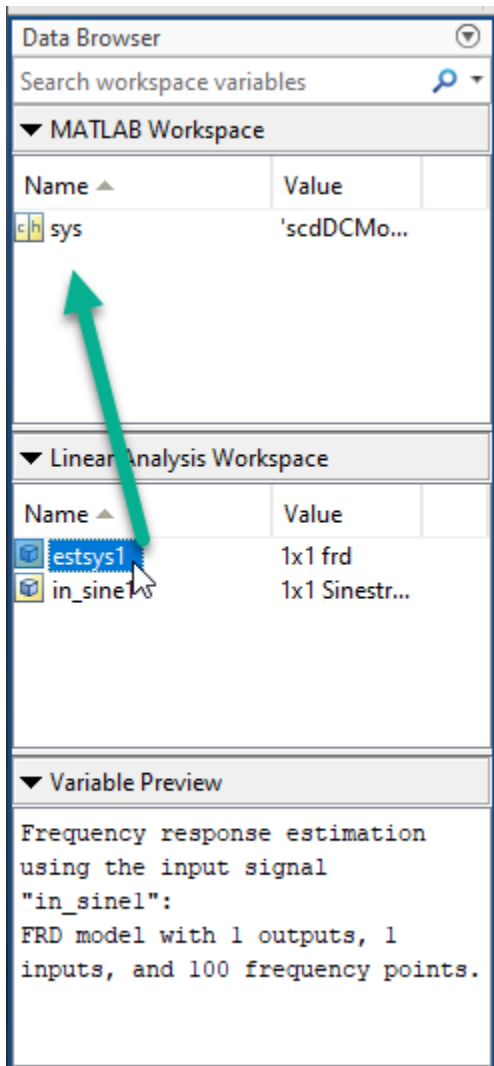 Data Browser
Search workspace variables
MATLAB Workspace
Name Value
ch sys 'scdDCMo...
Linear Analysis Workspace
Name Value
estsys1 1x1 frd
in_sine1 1x1 Sinestr...
Variable Preview
Frequency response estimation
using the input signal
"in_sine1":
FRD model with 1 outputs, 1
inputs, and 100 frequency points.